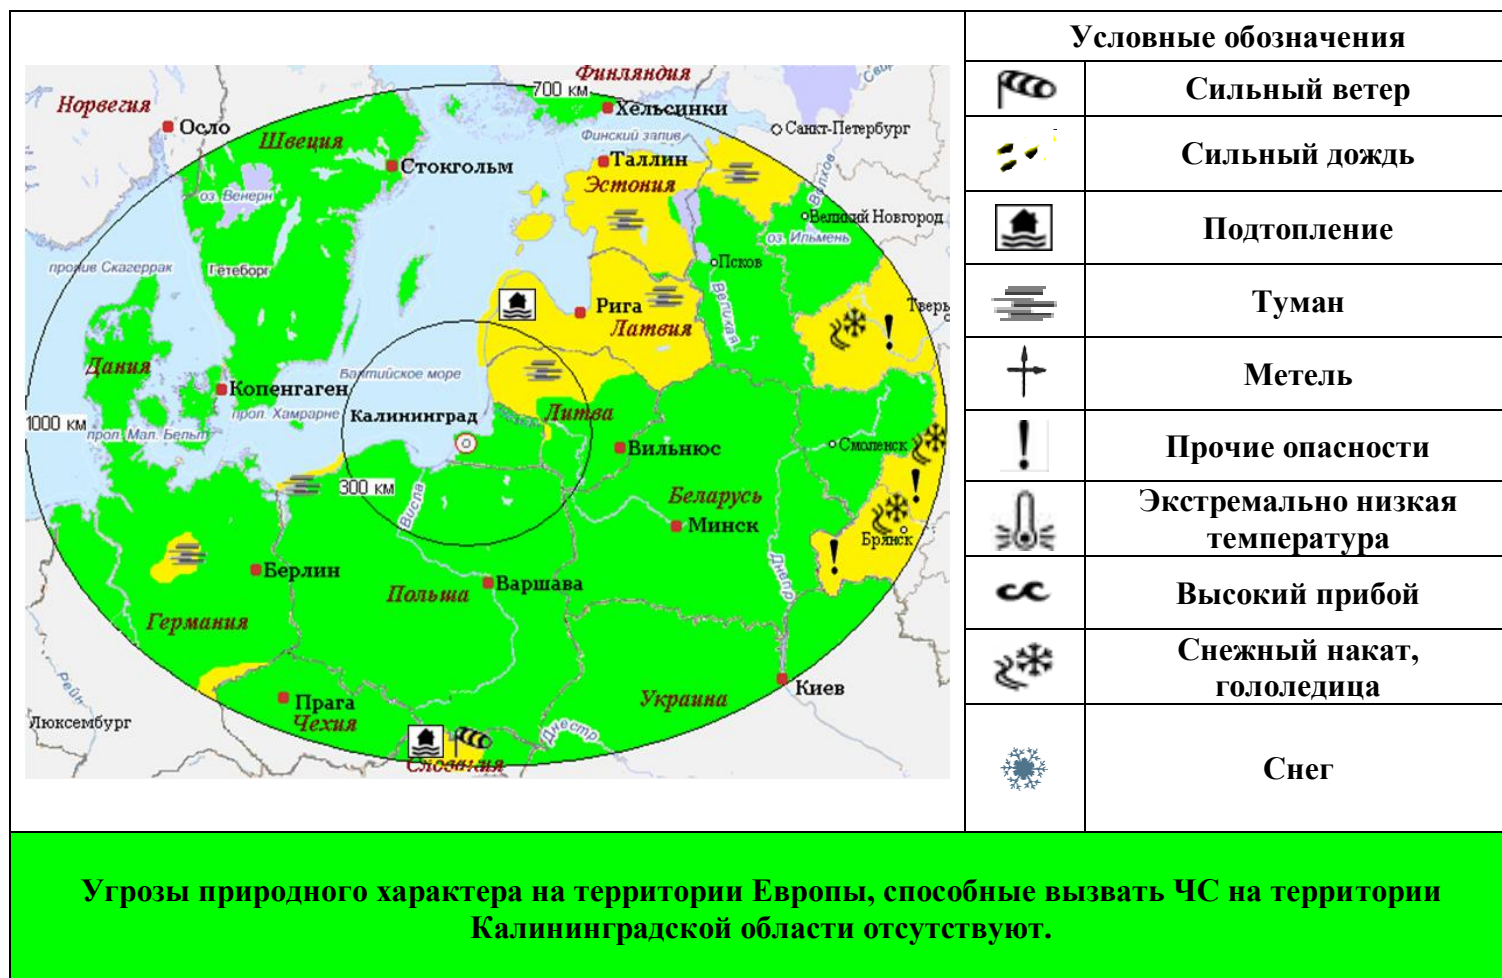 Условные обозначения
Сильный ветер
Сильный дождь
Подтопление
Туман
Метель
Прочие опасности
Экстремально низкая
температура
Высокий прибой
Снежный накат,
гололедица
Снег
Финляндия
700 км
Норвегия
Хельсинки
Осло
Швеция
Финский залив
Санкт-Петербург
Стокгольм
Таллин
Эстония
оз. Венерн
Волхов
Великий Новгород
оз. Ильмень
пролив Скагеррак
Гетеборг
Псков
Великая
Рига
Тверь
Латвия
Дания
Балтийское море
Копенгаген
прол. Хамрарне
Калининград
Литва
1000 км
прол. Мал. Бельт
Вильнюс
Смоленск
300 км
Висла
Беларусь
Минск
Брянск
Берлин
Польша
Варшава
Днепр
Германия
Рейн
Прага
Чехия
Украина
Киев
Люксембург
Днестр
Словакия
Угрозы природного характера на территории Европы, способные вызвать ЧС на территории
Калининградской области отсутствуют.